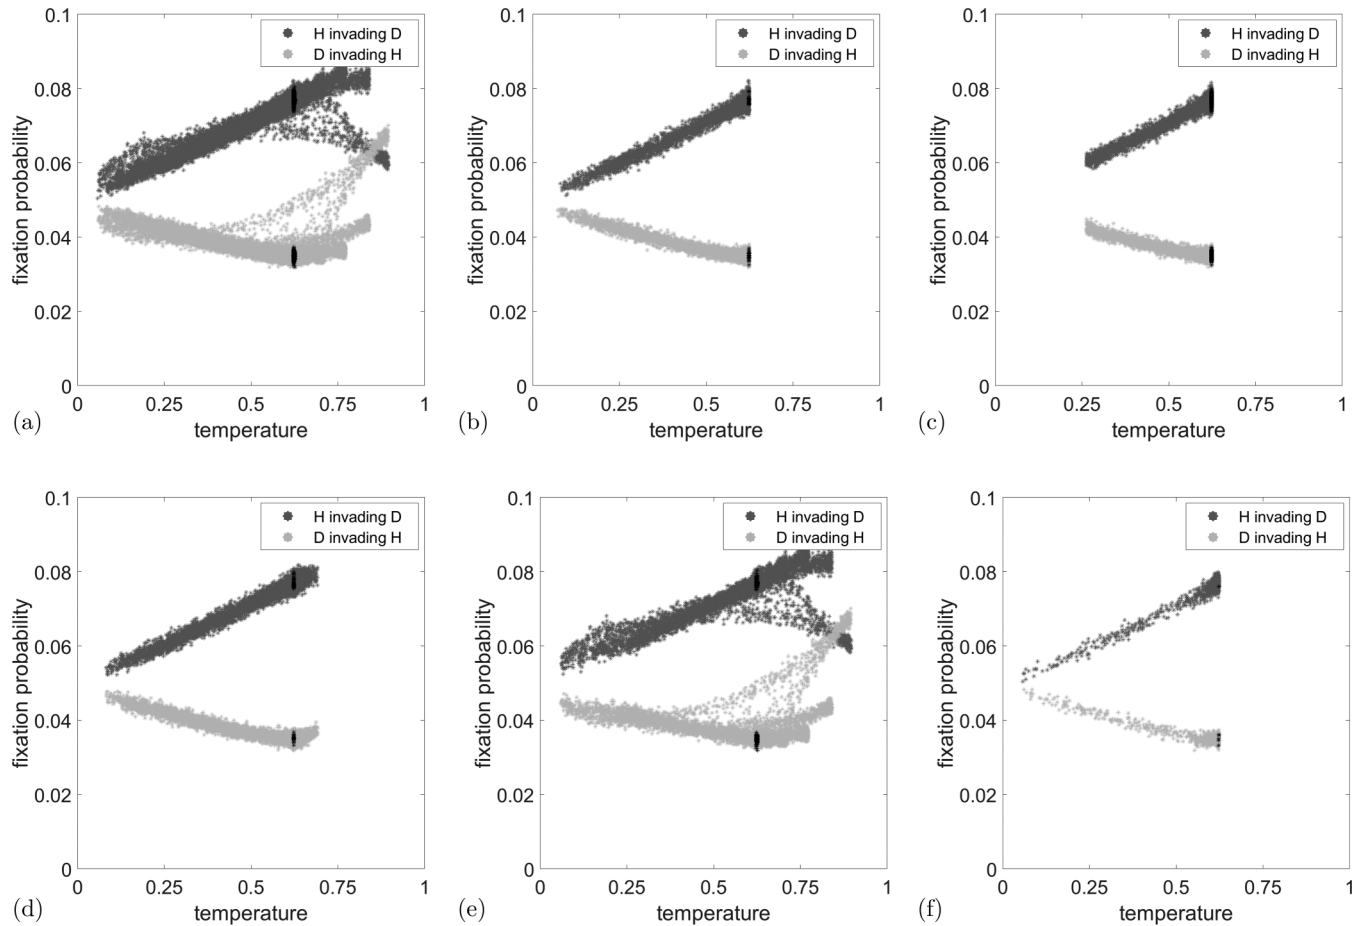 0.1
H invading D
D invading H
0.08
0.06
0.04
0.02
0
fixation probability
0 0.25 0.5 0.75 1
temperature
(a)
0.1
H invading D
D invading H
0.08
0.06
0.04
0.02
0
fixation probability
0 0.25 0.5 0.75 1
temperature
(b)
0.1
H invading D
D invading H
0.08
0.06
0.04
0.02
0
fixation probability
0 0.25 0.5 0.75 1
temperature
(c)
0.1
H invading D
D invading H
0.08
0.06
0.04
0.02
0
fixation probability
0 0.25 0.5 0.75 1
temperature
(d)
0.1
H invading D
D invading H
0.08
0.06
0.04
0.02
0
fixation probability
0 0.25 0.5 0.75 1
temperature
(e)
0.1
H invading D
D invading H
0.08
0.06
0.04
0.02
0
fixation probability
0 0.25 0.5 0.75 1
temperature
(f)